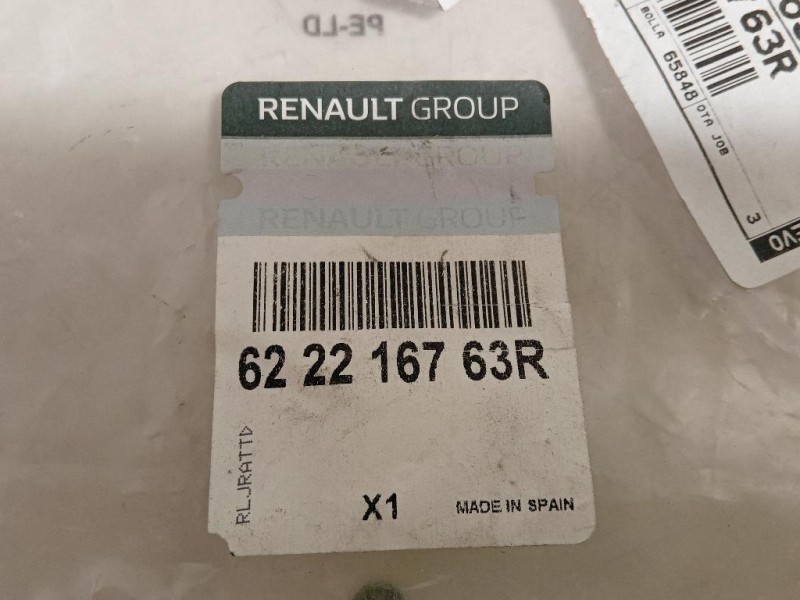 PE-LD
RENAULT GROUP
RENAULT GROUP
RENAULT GROUP
62 22 167 63R
RLJRATTD
X1
MADE IN SPAIN
63R
BOLLA 65848
OTA JOB
3